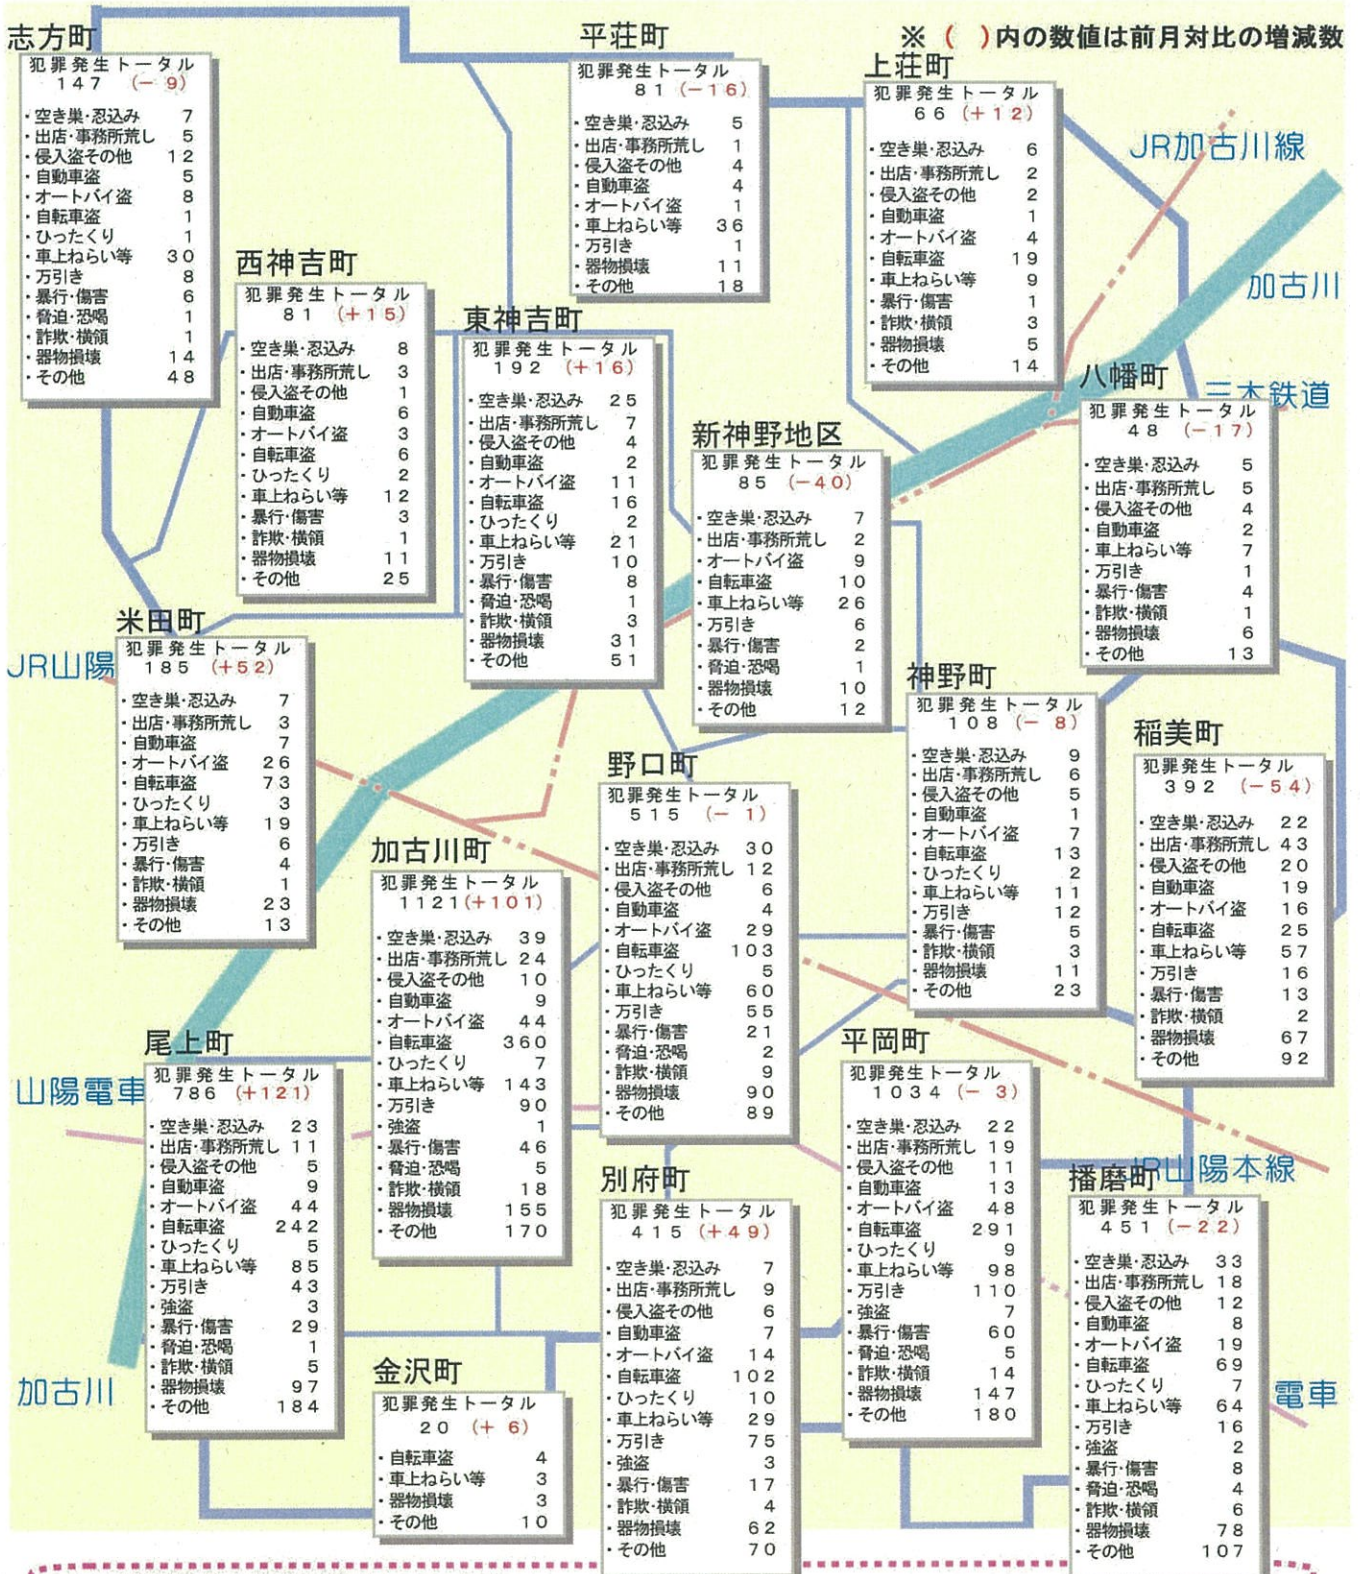 ※（ ）内の数値は前月対比の増減数
志方町
犯罪発生トータル
147 (－9)
・空き巣・忍込み 7
・出店・事務所荒し 5
・侵入盗その他 12
・自動車盗 5
・オートバイ盗 8
・自転車盗 1
・ひったくり 1
・車上ねらい等 30
・万引き 8
・暴行・傷害 6
・脅迫・恐喝 1
・詐欺・横領 1
・器物損壊 14
・その他 48
平荘町
犯罪発生トータル
81 (－16)
・空き巣・忍込み 5
・出店・事務所荒し 1
・侵入盗その他 4
・自動車盗 4
・オートバイ盗 1
・車上ねらい等 36
・万引き 1
・器物損壊 11
・その他 18
上荘町
犯罪発生トータル
66 (＋12)
・空き巣・忍込み 6
・出店・事務所荒し 2
・侵入盗その他 2
・自動車盗 1
・オートバイ盗 4
・自転車盗 19
・車上ねらい等 9
・暴行・傷害 1
・詐欺・横領 3
・器物損壊 5
・その他 14
JR加古川線
加古川
西神吉町
犯罪発生トータル
81 (＋15)
・空き巣・忍込み 8
・出店・事務所荒し 3
・侵入盗その他 1
・自動車盗 6
・オートバイ盗 3
・自転車盗 6
・ひったくり 2
・車上ねらい等 12
・暴行・傷害 3
・詐欺・横領 1
・器物損壊 11
・その他 25
東神吉町
犯罪発生トータル
192 (＋16)
・空き巣・忍込み 25
・出店・事務所荒し 7
・侵入盗その他 4
・自動車盗 2
・オートバイ盗 11
・自転車盗 16
・ひったくり 2
・車上ねらい等 21
・万引き 10
・暴行・傷害 8
・脅迫・恐喝 1
・詐欺・横領 3
・器物損壊 31
・その他 51
新神野地区
犯罪発生トータル
85 (－40)
・空き巣・忍込み 7
・出店・事務所荒し 2
・オートバイ盗 9
・自転車盗 10
・車上ねらい等 26
・万引き 6
・暴行・傷害 2
・脅迫・恐喝 1
・器物損壊 10
・その他 12
三木鉄道
八幡町
犯罪発生トータル
48 (－17)
・空き巣・忍込み 5
・出店・事務所荒し 5
・侵入盗その他 4
・自動車盗 2
・車上ねらい等 7
・万引き 1
・暴行・傷害 4
・詐欺・横領 1
・器物損壊 6
・その他 13
JR山陽
米田町
犯罪発生トータル
185 (＋52)
・空き巣・忍込み 7
・出店・事務所荒し 3
・自動車盗 7
・オートバイ盗 26
・自転車盗 73
・ひったくり 3
・車上ねらい等 19
・万引き 6
・暴行・傷害 4
・詐欺・横領 1
・器物損壊 23
・その他 13
神野町
犯罪発生トータル
108 (－8)
・空き巣・忍込み 9
・出店・事務所荒し 6
・侵入盗その他 5
・自動車盗 1
・オートバイ盗 7
・自転車盗 13
・ひったくり 2
・車上ねらい等 11
・万引き 12
・暴行・傷害 5
・詐欺・横領 3
・器物損壊 11
・その他 23
稲美町
犯罪発生トータル
392 (－54)
・空き巣・忍込み 22
・出店・事務所荒し 43
・侵入盗その他 20
・自動車盗 19
・オートバイ盗 16
・自転車盗 25
・車上ねらい等 57
・万引き 16
・暴行・傷害 13
・詐欺・横領 2
・器物損壊 67
・その他 92
野口町
犯罪発生トータル
515 (－1)
・空き巣・忍込み 30
・出店・事務所荒し 12
・侵入盗その他 6
・自動車盗 4
・オートバイ盗 29
・自転車盗 103
・ひったくり 5
・車上ねらい等 60
・万引き 55
・暴行・傷害 21
・脅迫・恐喝 2
・詐欺・横領 9
・器物損壊 90
・その他 89
加古川町
犯罪発生トータル
1121(＋101)
・空き巣・忍込み 39
・出店・事務所荒し 24
・侵入盗その他 10
・自動車盗 9
・オートバイ盗 44
・自転車盗 360
・ひったくり 7
・車上ねらい等 143
・万引き 90
・強盗 1
・暴行・傷害 46
・脅迫・恐喝 5
・詐欺・横領 18
・器物損壊 155
・その他 170
山陽電車
尾上町
犯罪発生トータル
786 (＋121)
・空き巣・忍込み 23
・出店・事務所荒し 11
・侵入盗その他 5
・自動車盗 9
・オートバイ盗 44
・自転車盗 242
・ひったくり 5
・車上ねらい等 85
・万引き 43
・強盗 3
・暴行・傷害 29
・脅迫・恐喝 1
・詐欺・横領 5
・器物損壊 97
・その他 184
加古川
平岡町
犯罪発生トータル
1034 (－3)
・空き巣・忍込み 22
・出店・事務所荒し 19
・侵入盗その他 11
・自動車盗 13
・オートバイ盗 48
・自転車盗 291
・ひったくり 9
・車上ねらい等 98
・万引き 110
・強盗 7
・暴行・傷害 60
・脅迫・恐喝 5
・詐欺・横領 14
・器物損壊 147
・その他 180
別府町
犯罪発生トータル
415 (＋49)
・空き巣・忍込み 7
・出店・事務所荒し 9
・侵入盗その他 6
・自動車盗 7
・オートバイ盗 14
・自転車盗 102
・ひったくり 10
・車上ねらい等 29
・万引き 75
・強盗 3
・暴行・傷害 17
・詐欺・横領 4
・器物損壊 62
・その他 70
JR山陽本線
播磨町
犯罪発生トータル
451 (－22)
・空き巣・忍込み 33
・出店・事務所荒し 18
・侵入盗その他 12
・自動車盗 8
・オートバイ盗 19
・自転車盗 69
・ひったくり 7
・車上ねらい等 64
・万引き 16
・強盗 2
・暴行・傷害 8
・脅迫・恐喝 4
・詐欺・横領 6
・器物損壊 78
・その他 107
電車
金沢町
犯罪発生トータル
20 (＋6)
・自転車盗 4
・車上ねらい等 3
・器物損壊 3
・その他 10